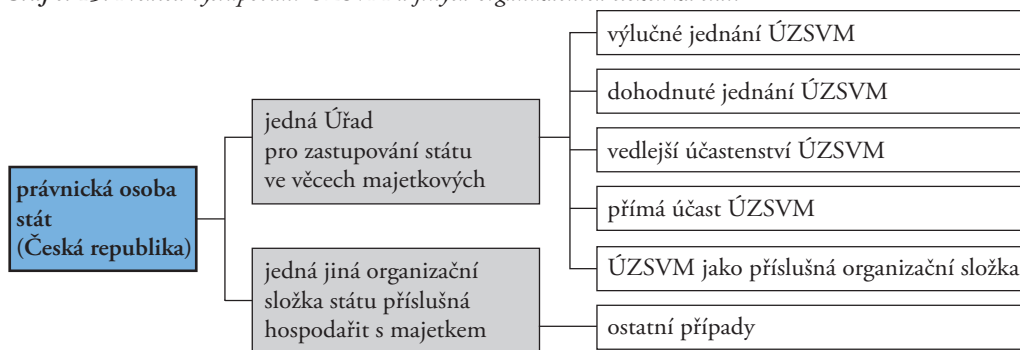 výlučné jednání ÚZSVM
dohodnuté jednání ÚZSVM
jedná Úřad
pro zastupování státu
ve věcech majetkových
vedlejší účastenství ÚZSVM
právnická osoba
stát
(Česká republika)
přímá účast ÚZSVM
jedná jiná organizační
složka státu příslušná
hospodařit s majetkem
ÚZSVM jako příslušná organizační složka
ostatní případy